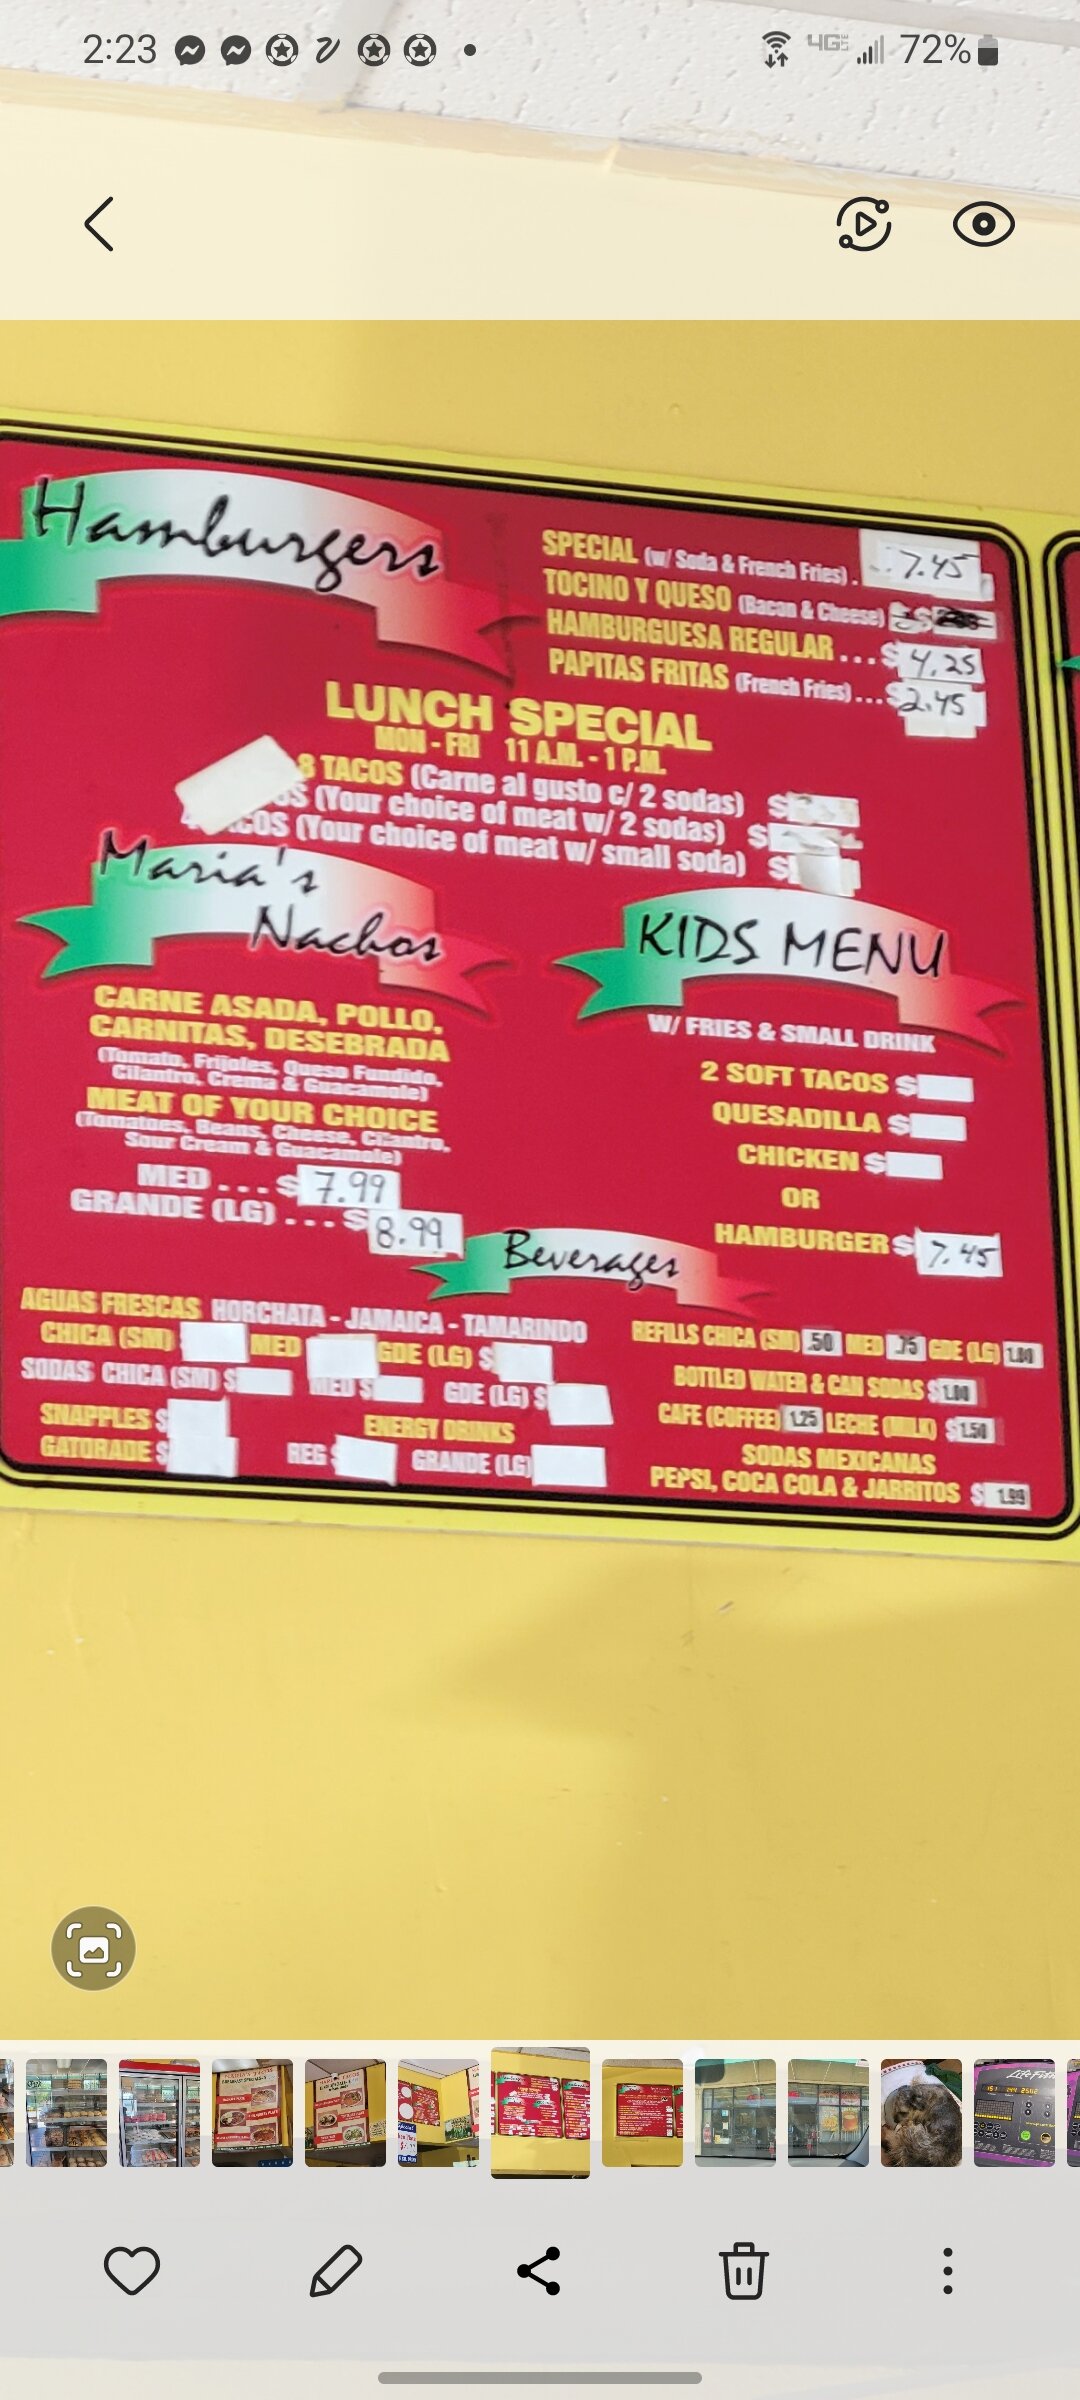 2:23
4G 72%
Hamburgers
SPECIAL (w/ Soda & French Fries) . 7.45
TOCINO Y QUESO (Bacon & Cheese) $
HAMBURGUESA REGULAR ... $ 4.25
PAPITAS FRITAS (French Fries) ... $2.45
LUNCH SPECIAL
MON - FRI 11 A.M. - 1 P.M.
8 TACOS (Carne al gusto c/ 2 sodas) $
(Your choice of meat w/ 2 sodas) $
(Your choice of meat w/ small soda) $
Maria's
Nachos
CARNE ASADA, POLLO,
CARNITAS, DESEBRADA
(Tomato, Frijoles, Queso Fundido,
Cilantro, Crema & Guacamole)
MEAT OF YOUR CHOICE
(Tomatoes, Beans, Cheese, Cilantro,
Sour Cream & Guacamole)
MED ... $ 7.99
GRANDE (LG) ... $ 8.99
KIDS MENU
W/ FRIES & SMALL DRINK
2 SOFT TACOS $
QUESADILLA $
CHICKEN $
OR
HAMBURGER $ 7.45
Beverages
AGUAS FRESCAS HORCHATA - JAMAICA - TAMARINDO
CHICA (SM) MED GDE (LG) $
SODAS CHICA (SM) $ MED $ GDE (LG) $
SNAPPLES $ ENERGY DRINKS
GATORADE $ REG $ GRANDE (LG)
REFILLS CHICA (SM) .50 MED .75 GDE (LG) 1.00
BOTTLED WATER & CAN SODAS $ 1.00
CAFE (COFFEE) 1.25 LECHE (MILK) $ 1.50
SODAS MEXICANAS
PEPSI, COCA COLA & JARRITOS $ 1.99